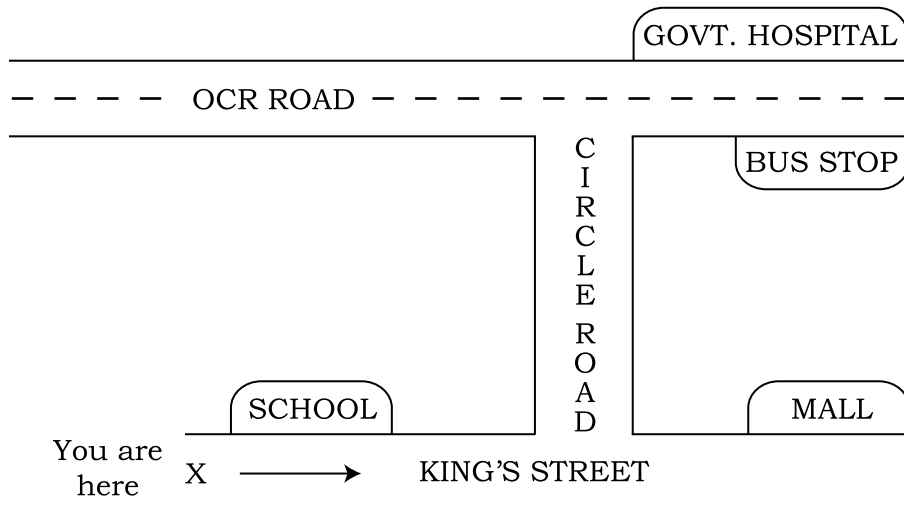 GOVT. HOSPITAL
OCR ROAD
CIRCLE ROAD
BUS STOP
SCHOOL
MALL
You are
here
X
KING'S STREET